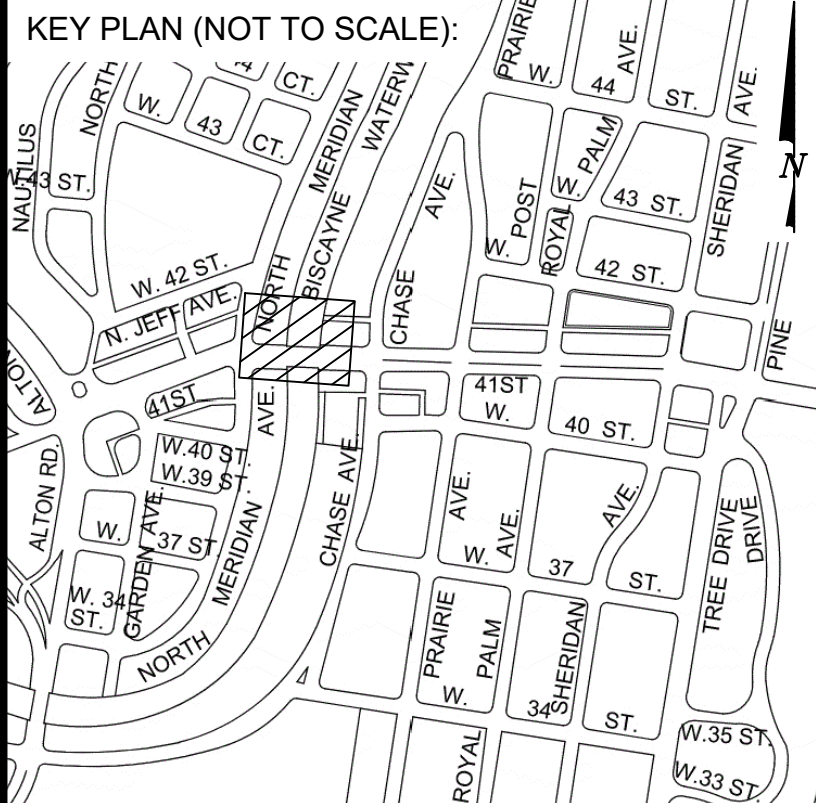 KEY PLAN (NOT TO SCALE):
PRAIRIE
W.
44
AVE.
ST.
AVE.
NORTH
W.
43
CT.
CT.
MERIDIAN
BISCAYNE
WATERW
NAUTILUS
W.43 ST.
AVE.
W.
POST
ROYAL
W.
PALM
43 ST.
SHERIDAN
N
W. 42 ST.
42 ST.
N. JEFF AVE.
NORTH
CHASE
PINE
ALTON
41ST
AVE.
41ST
W.
40 ST.
W.40 ST.
W.39 ST.
ALTON RD.
CHASE AVE.
AVE.
AVE.
AVE.
TREE DRIVE
DRIVE
W.
GARDEN AVE.
37 ST.
MERIDIAN
W.
37
ST.
W. 34
ST.
NORTH
PRAIRIE
PALM
SHERIDAN
W.
34
ST.
ROYAL
W.35 ST.
W.33 ST.